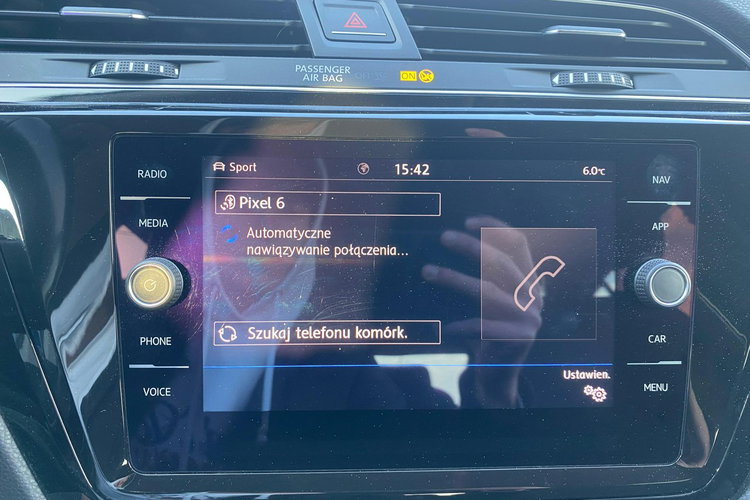 PASSENGER
AIR BAG
ON
RADIO
MEDIA
PHONE
VOICE
Sport
15:42
6.0°C
Pixel 6
Automatyczne
nawiązywanie połączenia...
Szukaj telefonu komórk.
Ustawien.
NAV
APP
CAR
MENU